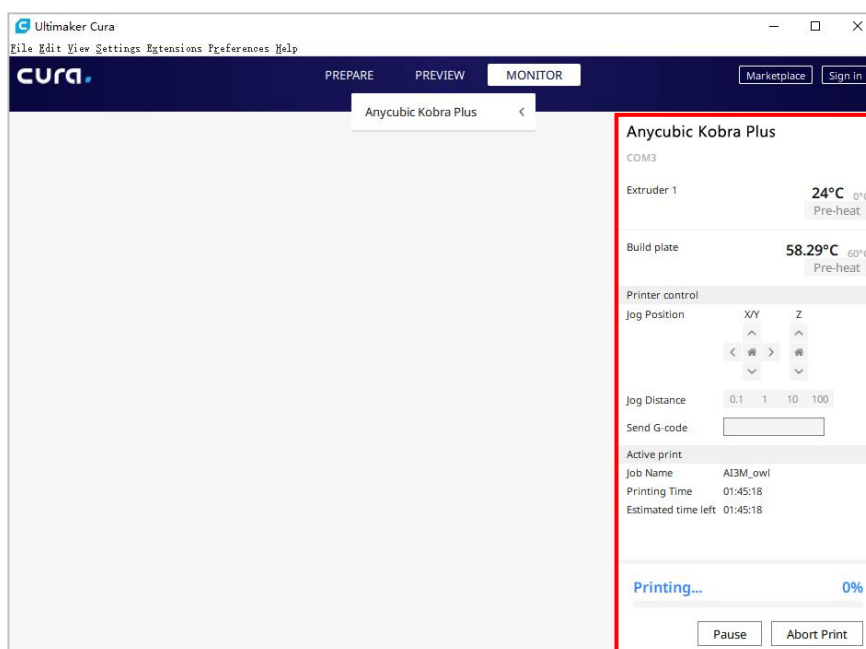 Ultimaker Cura
File Edit View Settings Extensions Preferences Help
cura.
PREPARE PREVIEW MONITOR
Marketplace Sign in
Anycubic Kobra Plus
Anycubic Kobra Plus
COM3
Extruder 1
24°C 0°C
Pre-heat
Build plate
58.29°C 60°C
Pre-heat
Printer control
Jog Position X/Y Z
Jog Distance 0.1 1 10 100
Send G-code
Active print
Job Name AI3M_owl
Printing Time 01:45:18
Estimated time left 01:45:18
Printing... 0%
Pause Abort Print